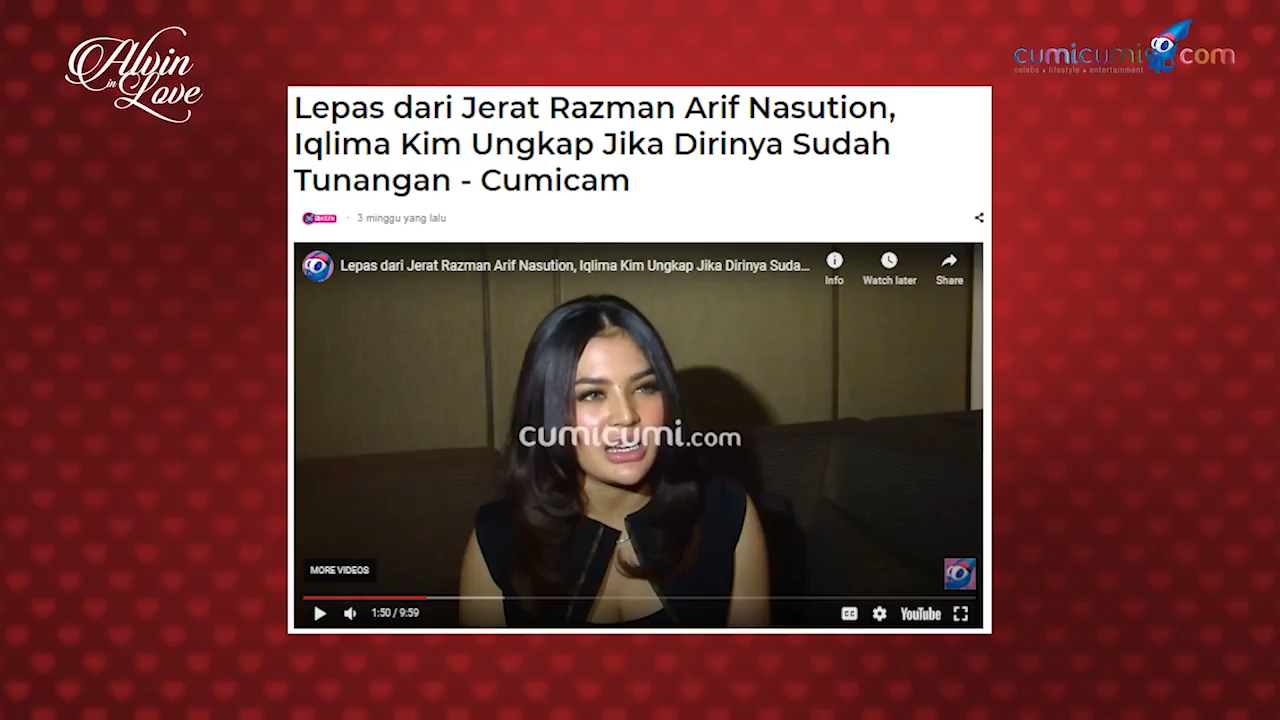 Alvin
in
Love
cumicumi.com
celebs • lifestyle • entertainment
Lepas dari Jerat Razman Arif Nasution,
Iqlima Kim Ungkap Jika Dirinya Sudah
Tunangan - Cumicam
· 3 minggu yang lalu
Lepas dari Jerat Razman Arif Nasution, Iqlima Kim Ungkap Jika Dirinya Suda...
Info
Watch later
Share
cumicumi.com
MORE VIDEOS
1:50 / 9:59
CC
YouTube